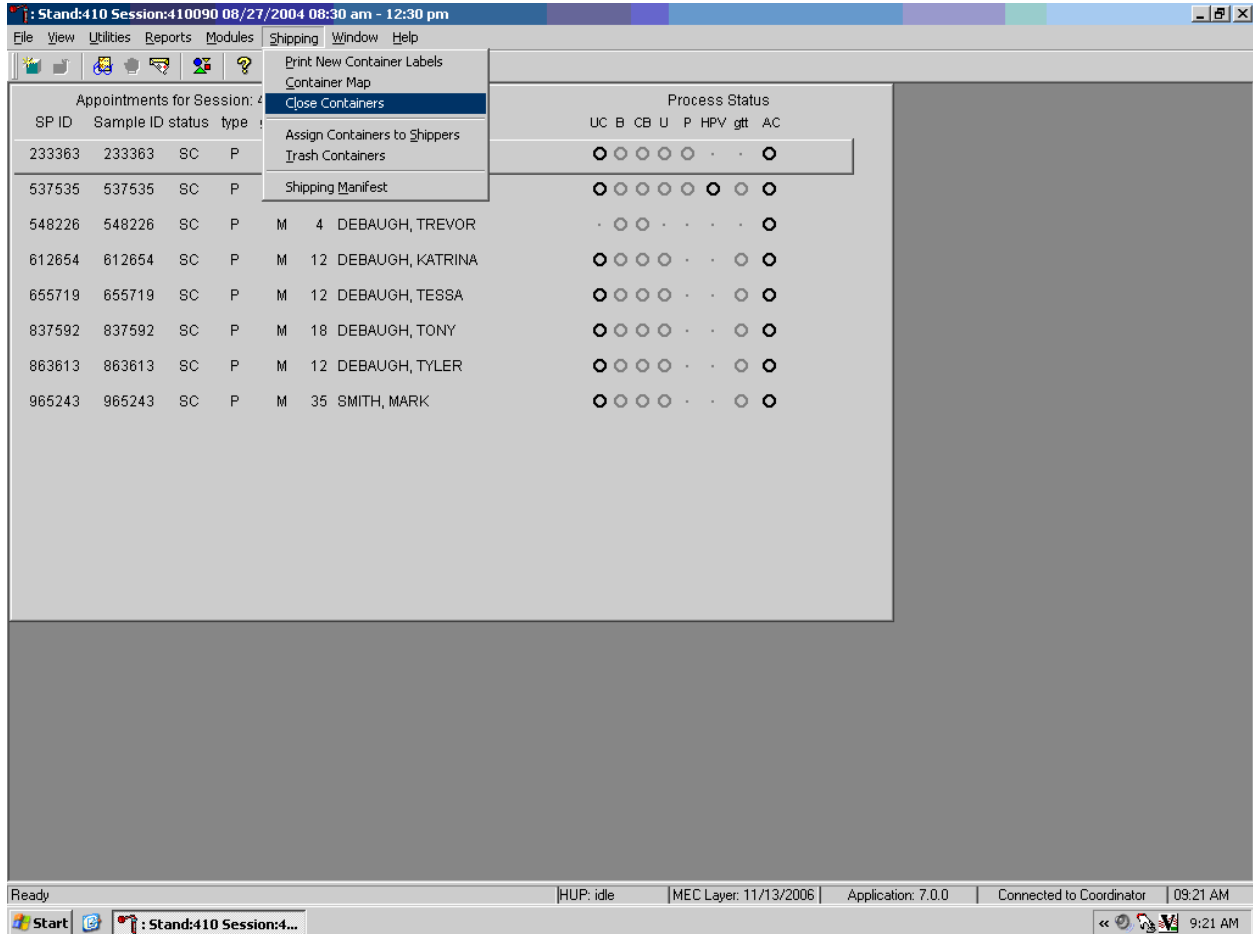 : Stand:410 Session:410090 08/27/2004 08:30 am - 12:30 pm
File View Utilities Reports Modules Shipping Window Help
Print New Container Labels
Container Map
Close Containers
Assign Containers to Shippers
Trash Containers
Shipping Manifest
Appointments for Session: 4
Process Status
SP ID Sample ID status type UC B CB U P HPV gtt AC
233363 233363 SC P
537535 537535 SC P
548226 548226 SC P M 4 DEBAUGH, TREVOR
612654 612654 SC P M 12 DEBAUGH, KATRINA
655719 655719 SC P M 12 DEBAUGH, TESSA
837592 837592 SC P M 18 DEBAUGH, TONY
863613 863613 SC P M 12 DEBAUGH, TYLER
965243 965243 SC P M 35 SMITH, MARK
Ready HUP: idle MEC Layer: 11/13/2006 Application: 7.0.0 Connected to Coordinator 09:21 AM
Start : Stand:410 Session:4... « 9:21 AM